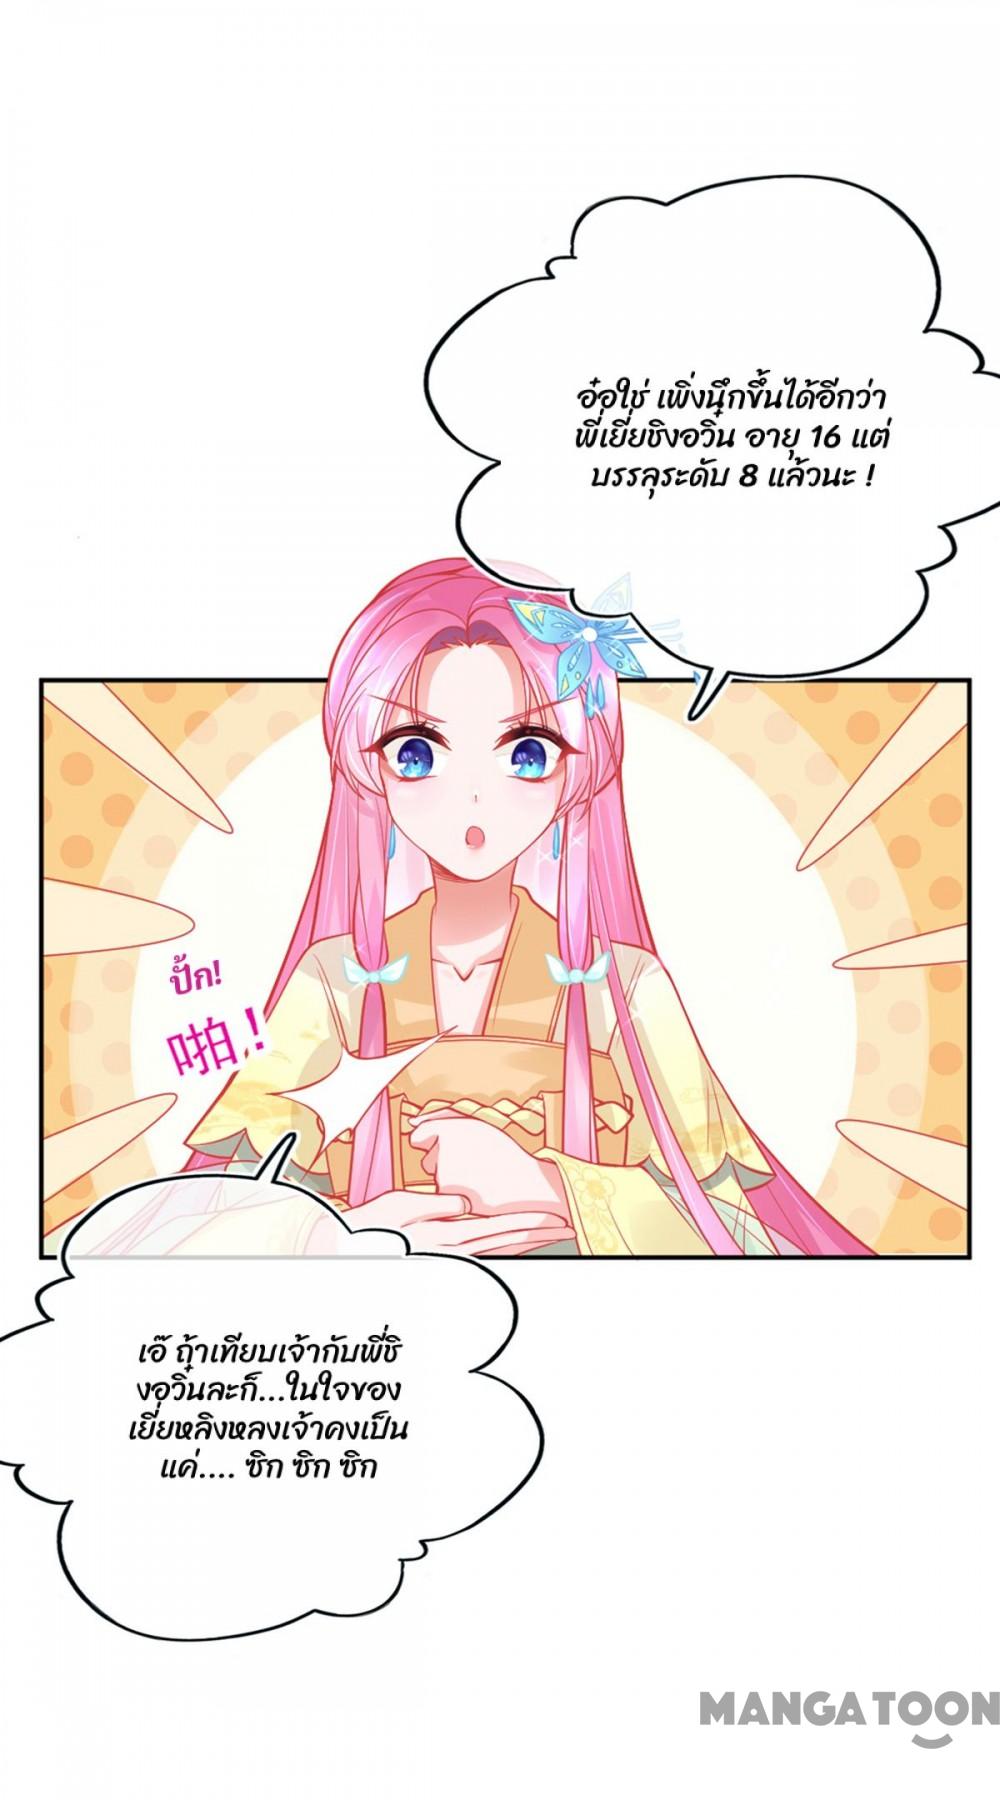 อ๋อใช่ เพิ่งนึกขึ้นได้อีกว่า
พี่เยี่ยชิงอวิ๋น อายุ 16 แต่
บรรลุระดับ 8 แล้วนะ !
ปั้ก!
啪！
เอ๊ ถ้าเทียบเจ้ากับพี่ชิ
งอวิ๋นละก็...ในใจของ
เยี่ยหลิงหลงเจ้าคงเป็น
แค่.... ซิก ซิก ซิก
MANGATOON